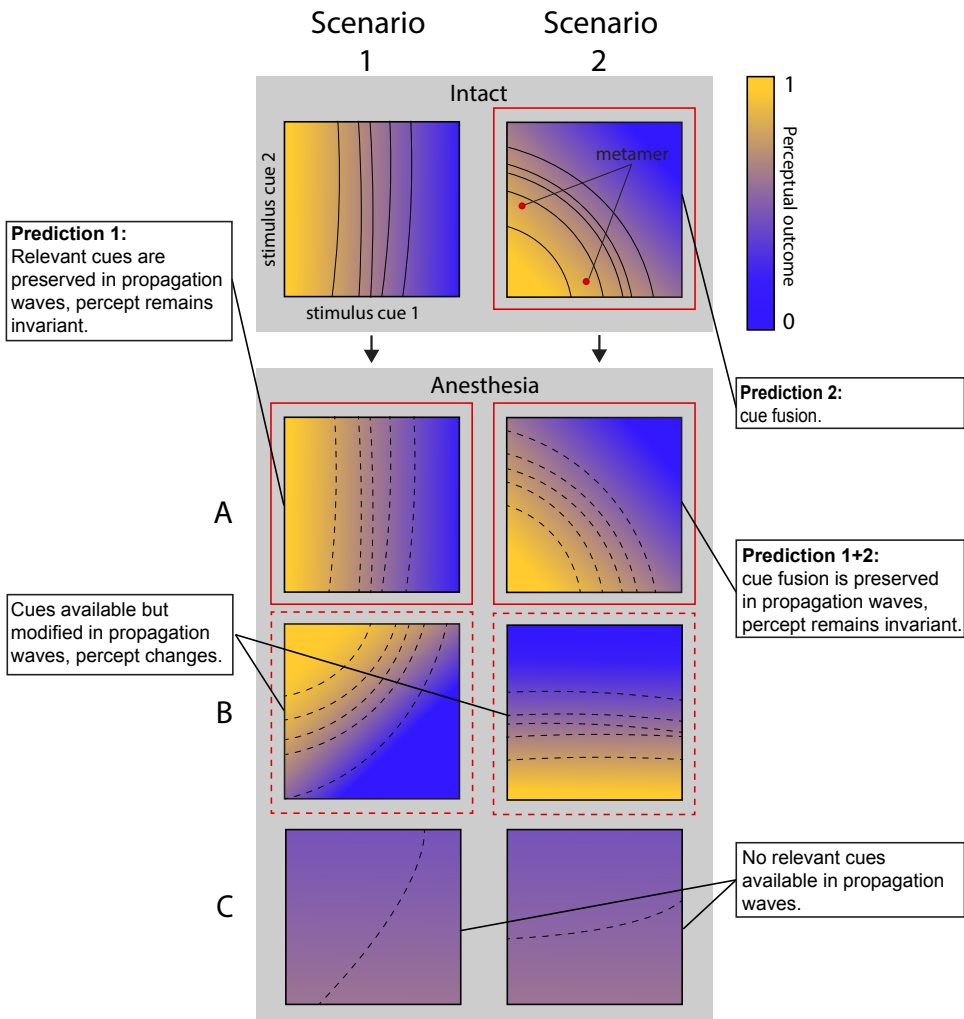 Scenario
1
Scenario
2
Intact
metamer
stimulus cue 2
stimulus cue 1
1
Perceptual outcome
0
Prediction 1:
Relevant cues are
preserved in propagation
waves, percept remains
invariant.
Prediction 2:
cue fusion.
Anesthesia
A
Prediction 1+2:
cue fusion is preserved
in propagation waves,
percept remains invariant.
Cues available but
modified in propagation
waves, percept changes.
B
C
No relevant cues
available in propagation
waves.